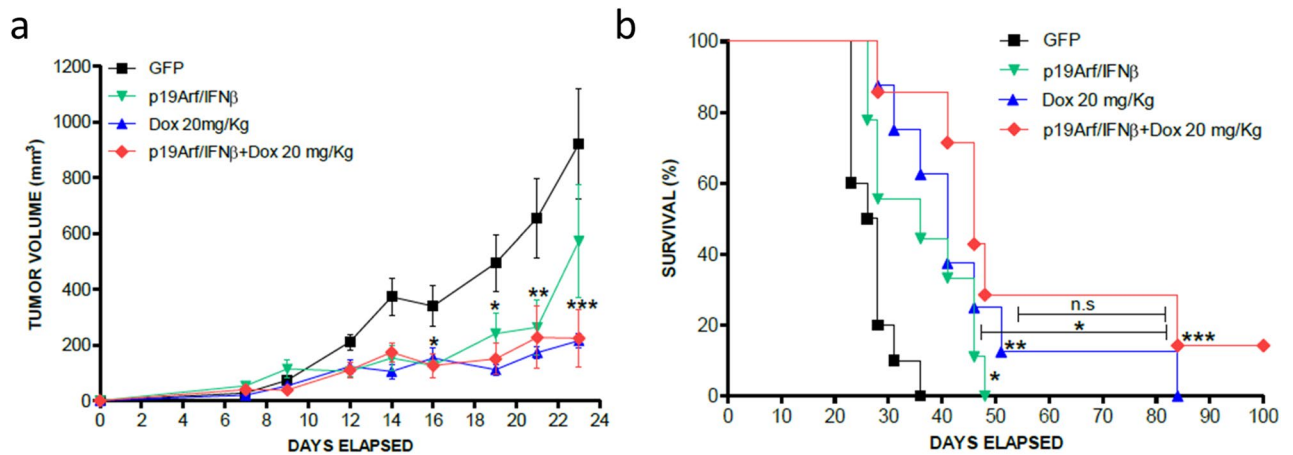 a
1200
1000
800
600
400
200
0
TUMOR VOLUME (mm³)
GFP
p19Arf/IFNβ
Dox 20mg/Kg
p19Arf/IFNβ+Dox 20 mg/Kg
*
*
**
***
0 2 4 6 8 10 12 14 16 18 20 22 24
DAYS ELAPSED
b
100
80
60
40
20
0
SURVIVAL (%)
GFP
p19Arf/IFNβ
Dox 20 mg/Kg
p19Arf/IFNβ+Dox 20 mg/Kg
n.s
*
**
***
*
0 10 20 30 40 50 60 70 80 90 100
DAYS ELAPSED